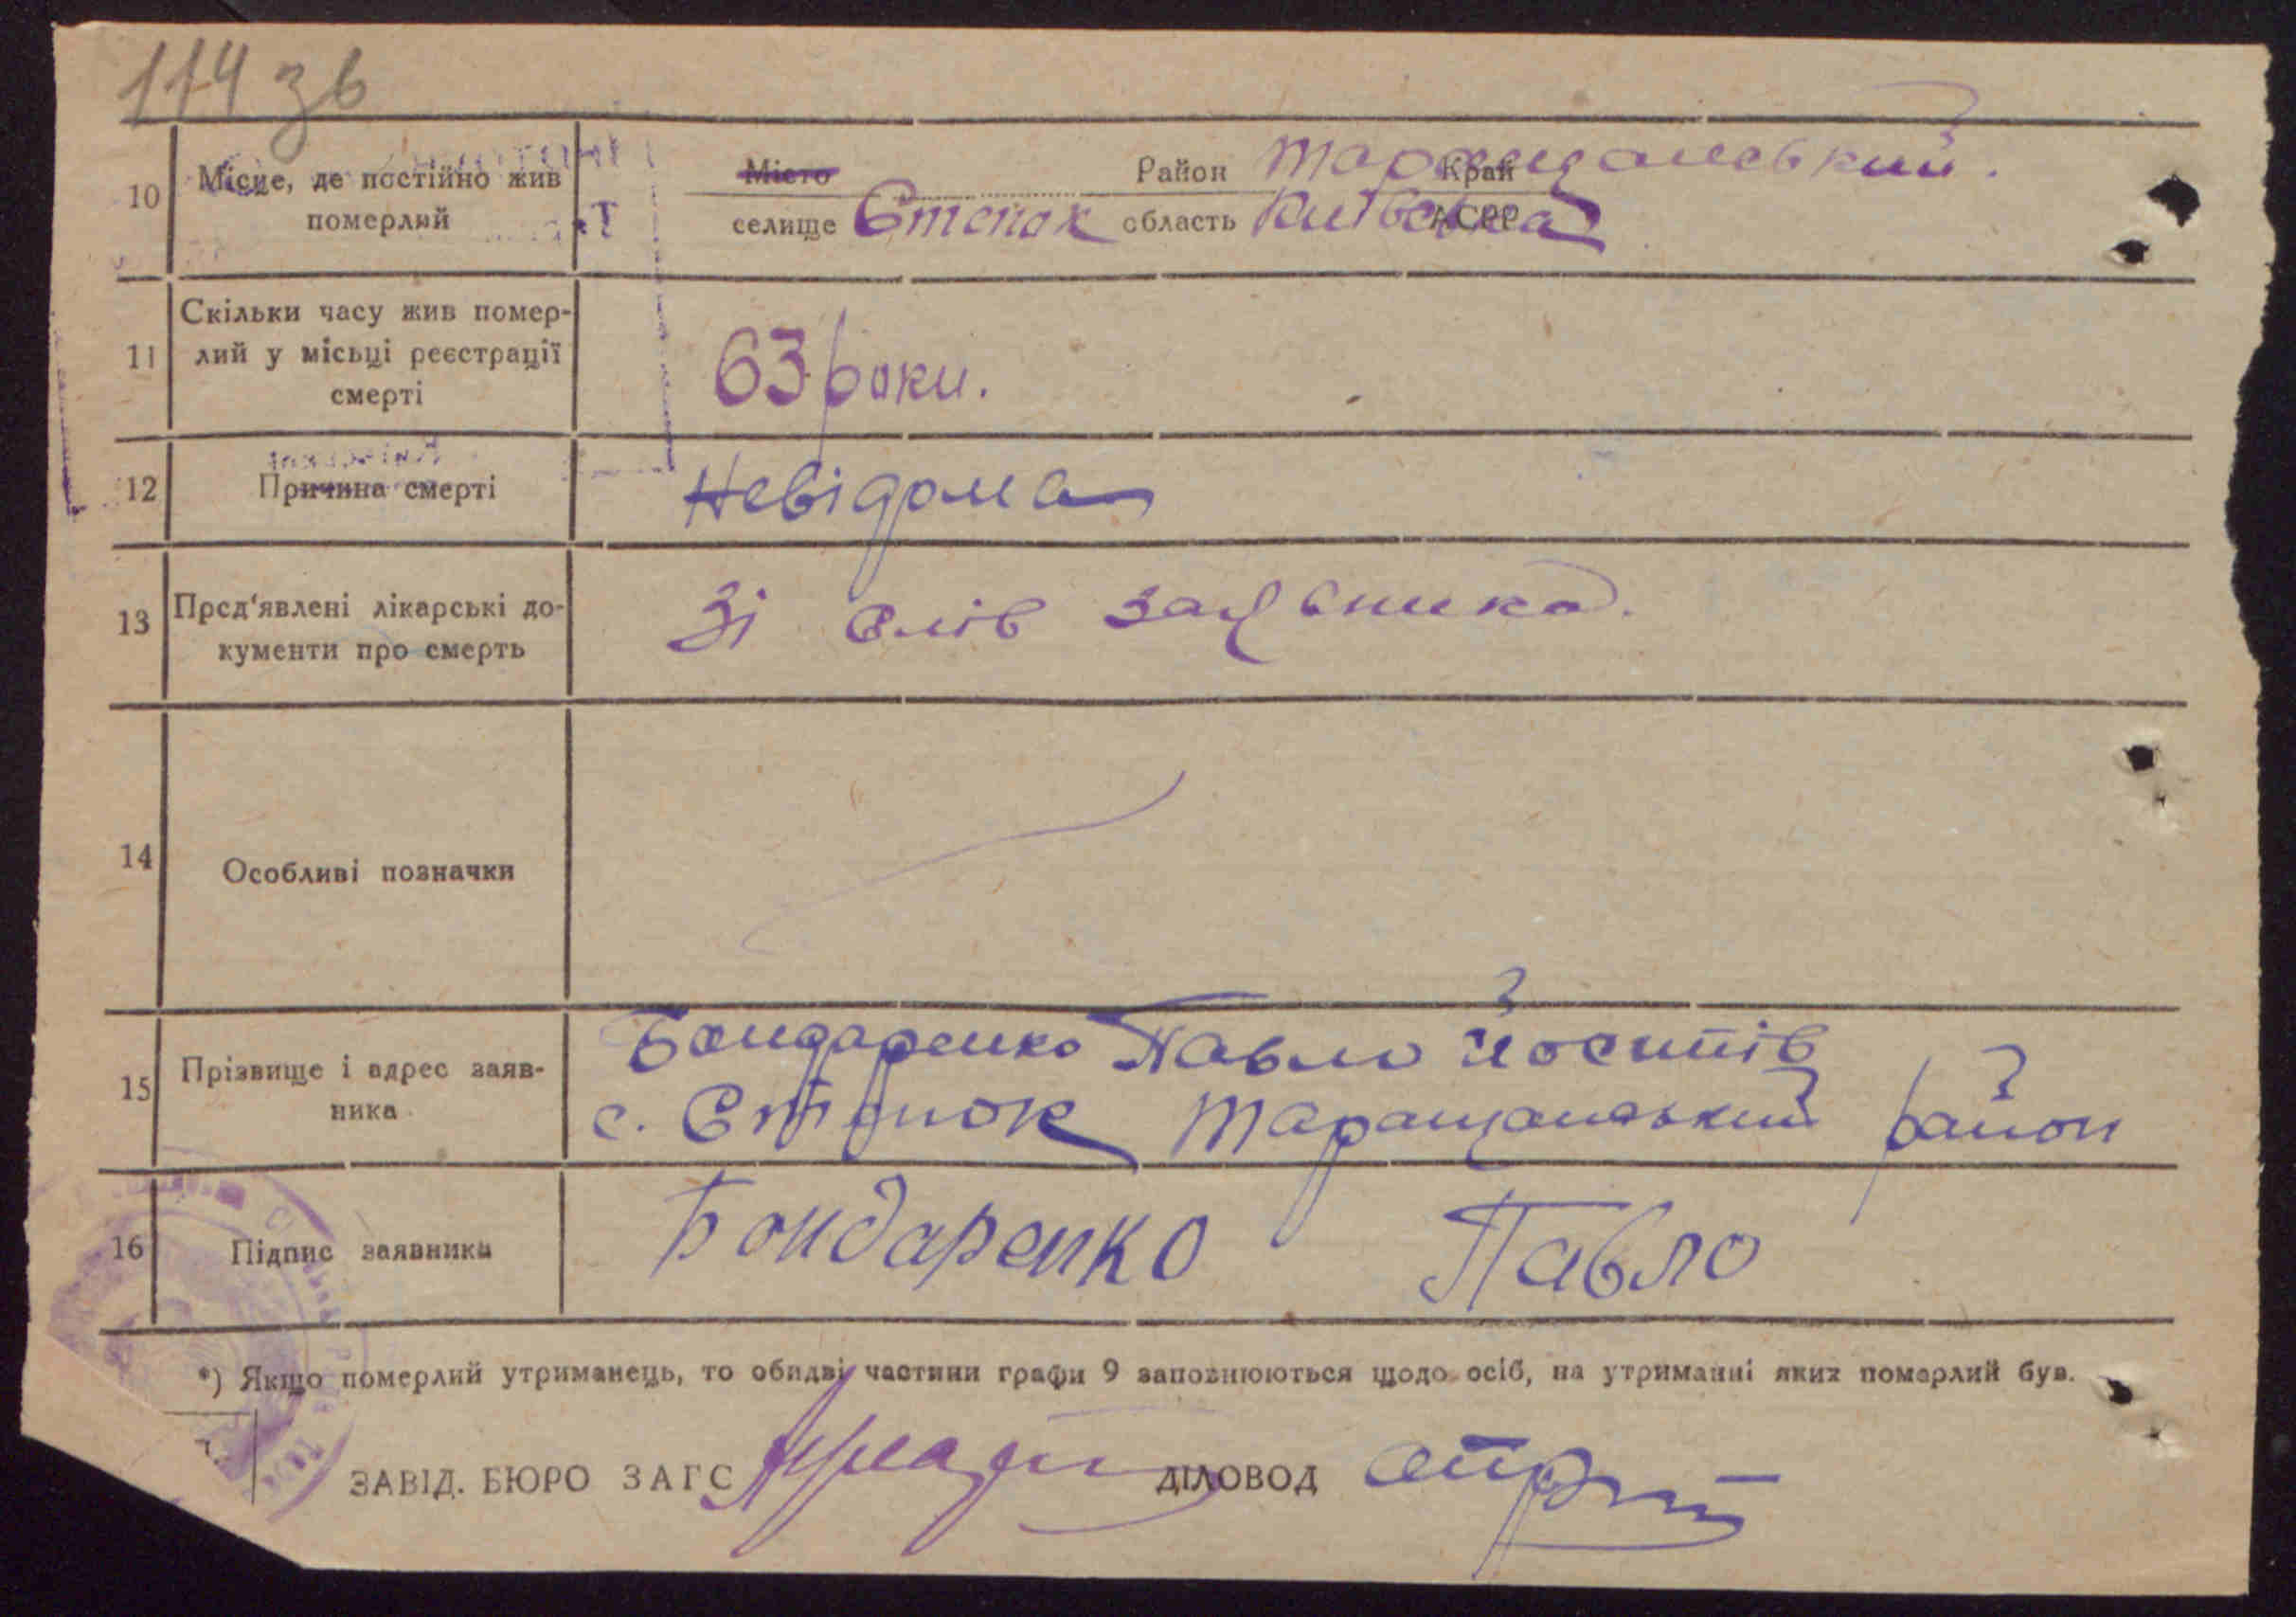 114 зв
10 Місце, де постійно жив померлий
Місто Район Таращанський. Край
селище Степок область Київська АСРР
11 Скільки часу жив помер-
лий у місьці реєстрації
смерті
63 роки.
12 Причина смерті Невідома
13 Пред'явлені лікарські до-
кументи про смерть
Зі слів заявника.
14 Особливі позначки
15 Прізвище і адрес заяв-
ника
Бондаренко Павло Йосипів
с. Степок Таращанський район
16 Підпис заявника Бондаренко Павло
*) Якщо померлий утриманець, то обидві частини графи 9 заповнюються щодо осіб, на утриманні яких померлий був.
ЗАВІД. БЮРО ЗАГС ДІЛОВОД